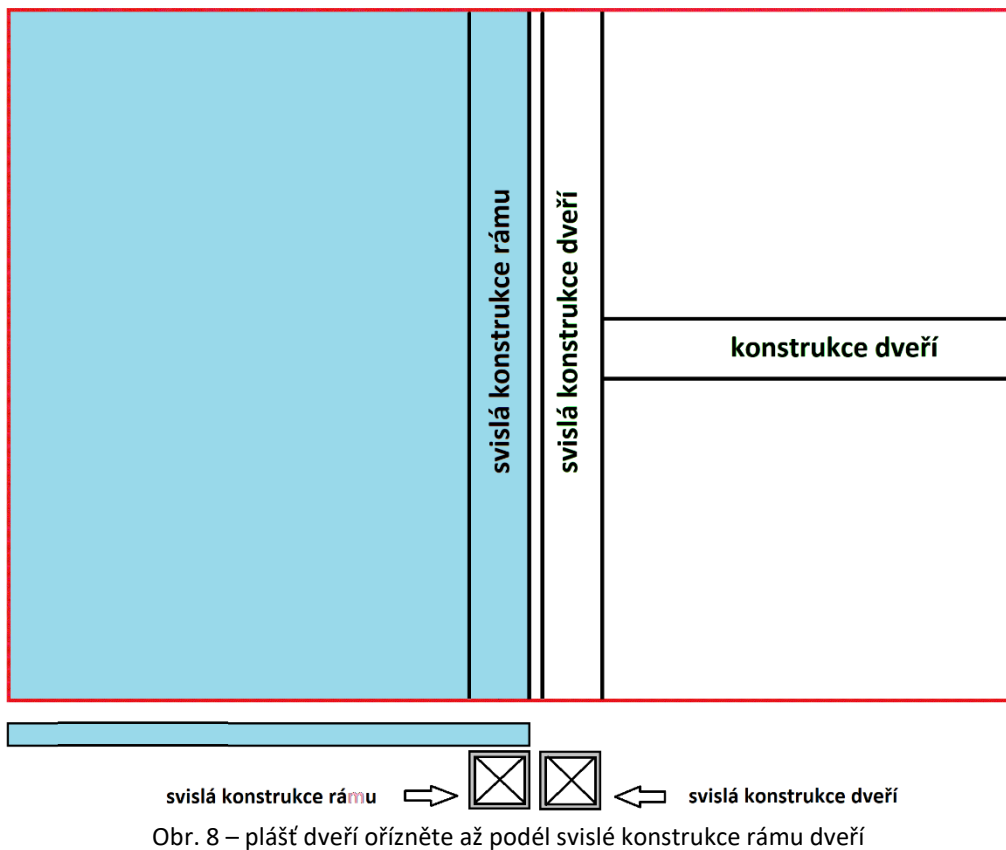 svislá konstrukce rámu
svislá konstrukce dveří
konstrukce dveří
svislá konstrukce rámu
svislá konstrukce dveří
Obr. 8 – plášť dveří ořízněte až podél svislé konstrukce rámu dveří